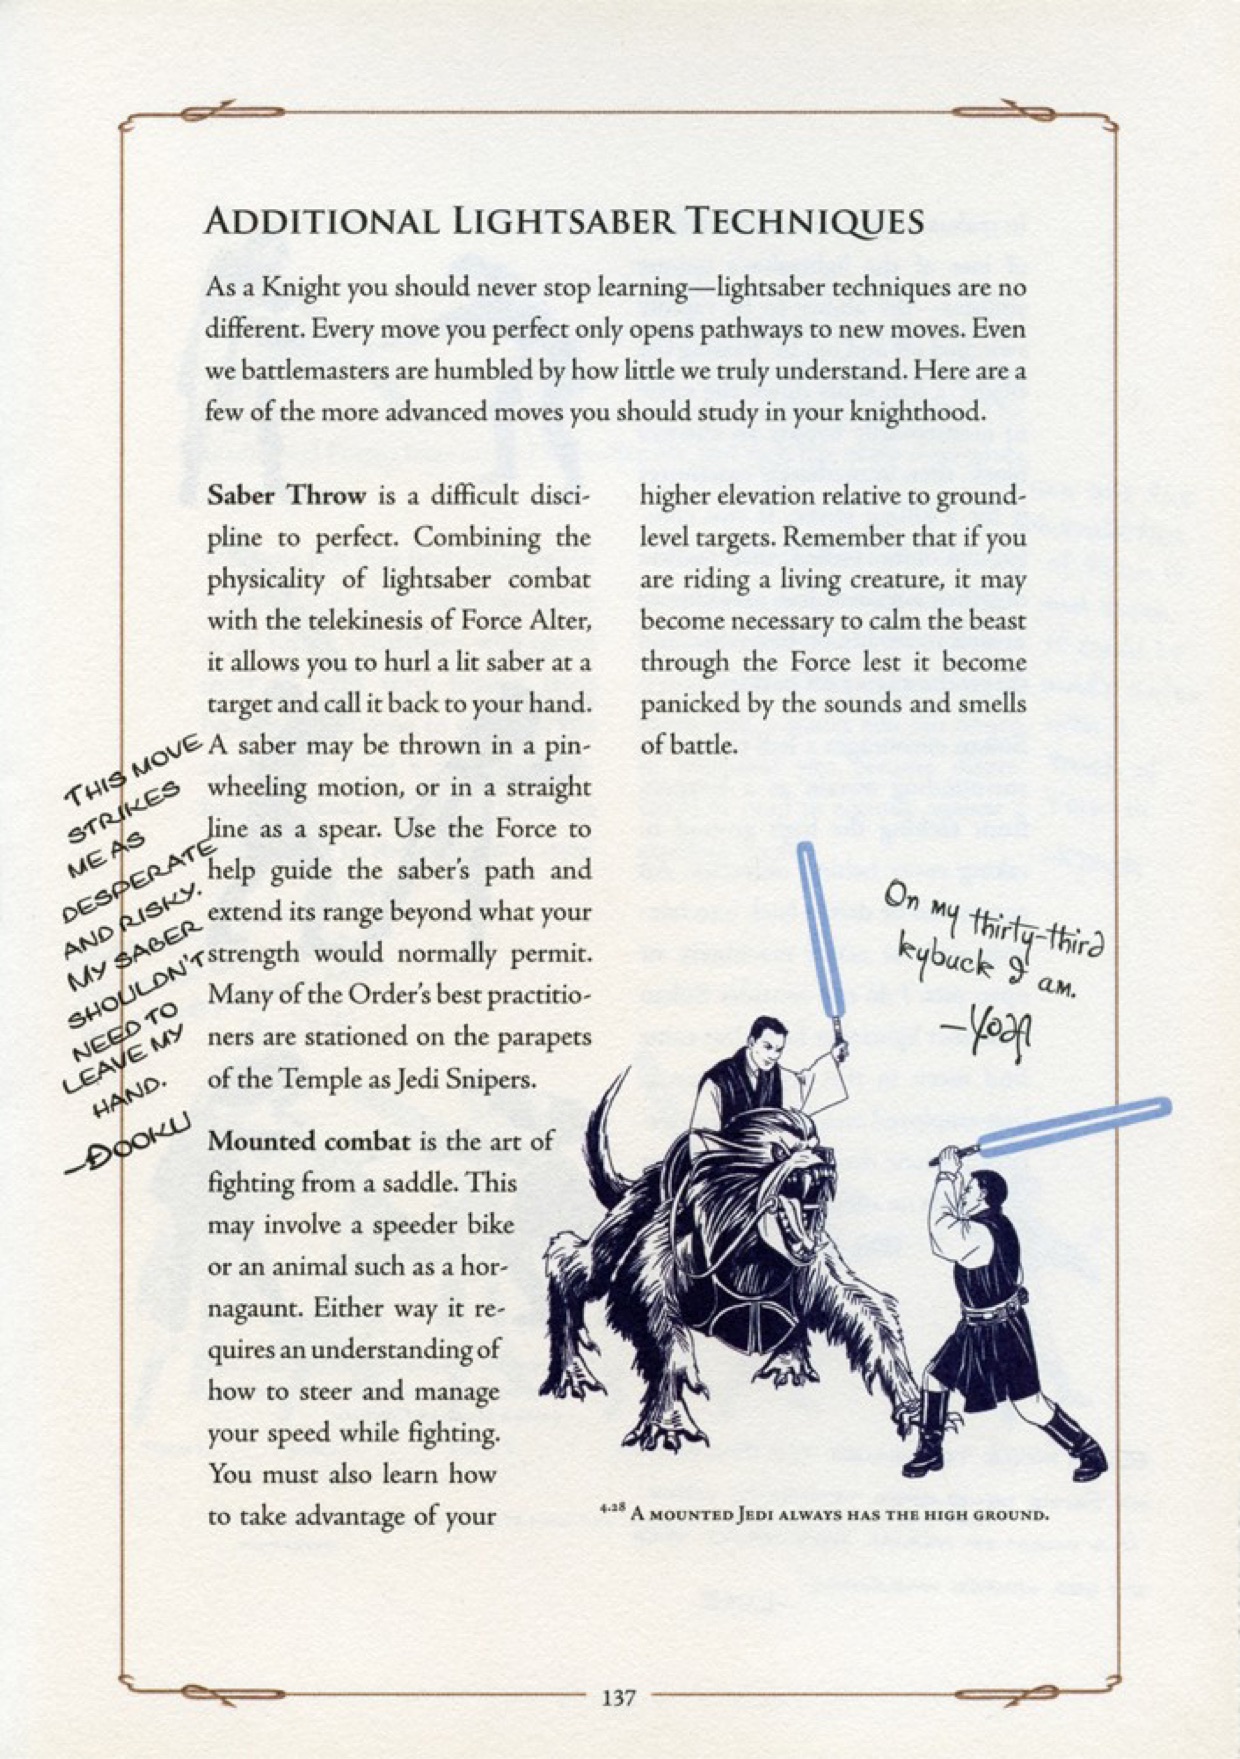 Additional Lightsaber Techniques
As a Knight you should never stop learning—lightsaber techniques are no
different. Every move you perfect only opens pathways to new moves. Even
we battlemasters are humbled by how little we truly understand. Here are a
few of the more advanced moves you should study in your knighthood.
Saber Throw is a difficult disci-
pline to perfect. Combining the
physicality of lightsaber combat
with the telekinesis of Force Alter,
it allows you to hurl a lit saber at a
target and call it back to your hand.
A saber may be thrown in a pin-
wheeling motion, or in a straight
line as a spear. Use the Force to
help guide the saber's path and
extend its range beyond what your
strength would normally permit.
Many of the Order's best practitio-
ners are stationed on the parapets
of the Temple as Jedi Snipers.
THIS MOVE
STRIKES
ME AS
DESPERATE
AND RISKY.
MY SABER
SHOULDN'T
NEED TO
LEAVE MY
HAND.
—DOOKU
Mounted combat is the art of
fighting from a saddle. This
may involve a speeder bike
or an animal such as a hor-
nagaunt. Either way it re-
quires an understanding of
how to steer and manage
your speed while fighting.
You must also learn how
to take advantage of your
higher elevation relative to ground-
level targets. Remember that if you
are riding a living creature, it may
become necessary to calm the beast
through the Force lest it become
panicked by the sounds and smells
of battle.
On my thirty-third
kybuck I am.
—Yoda
4.28 A mounted Jedi always has the high ground.
137